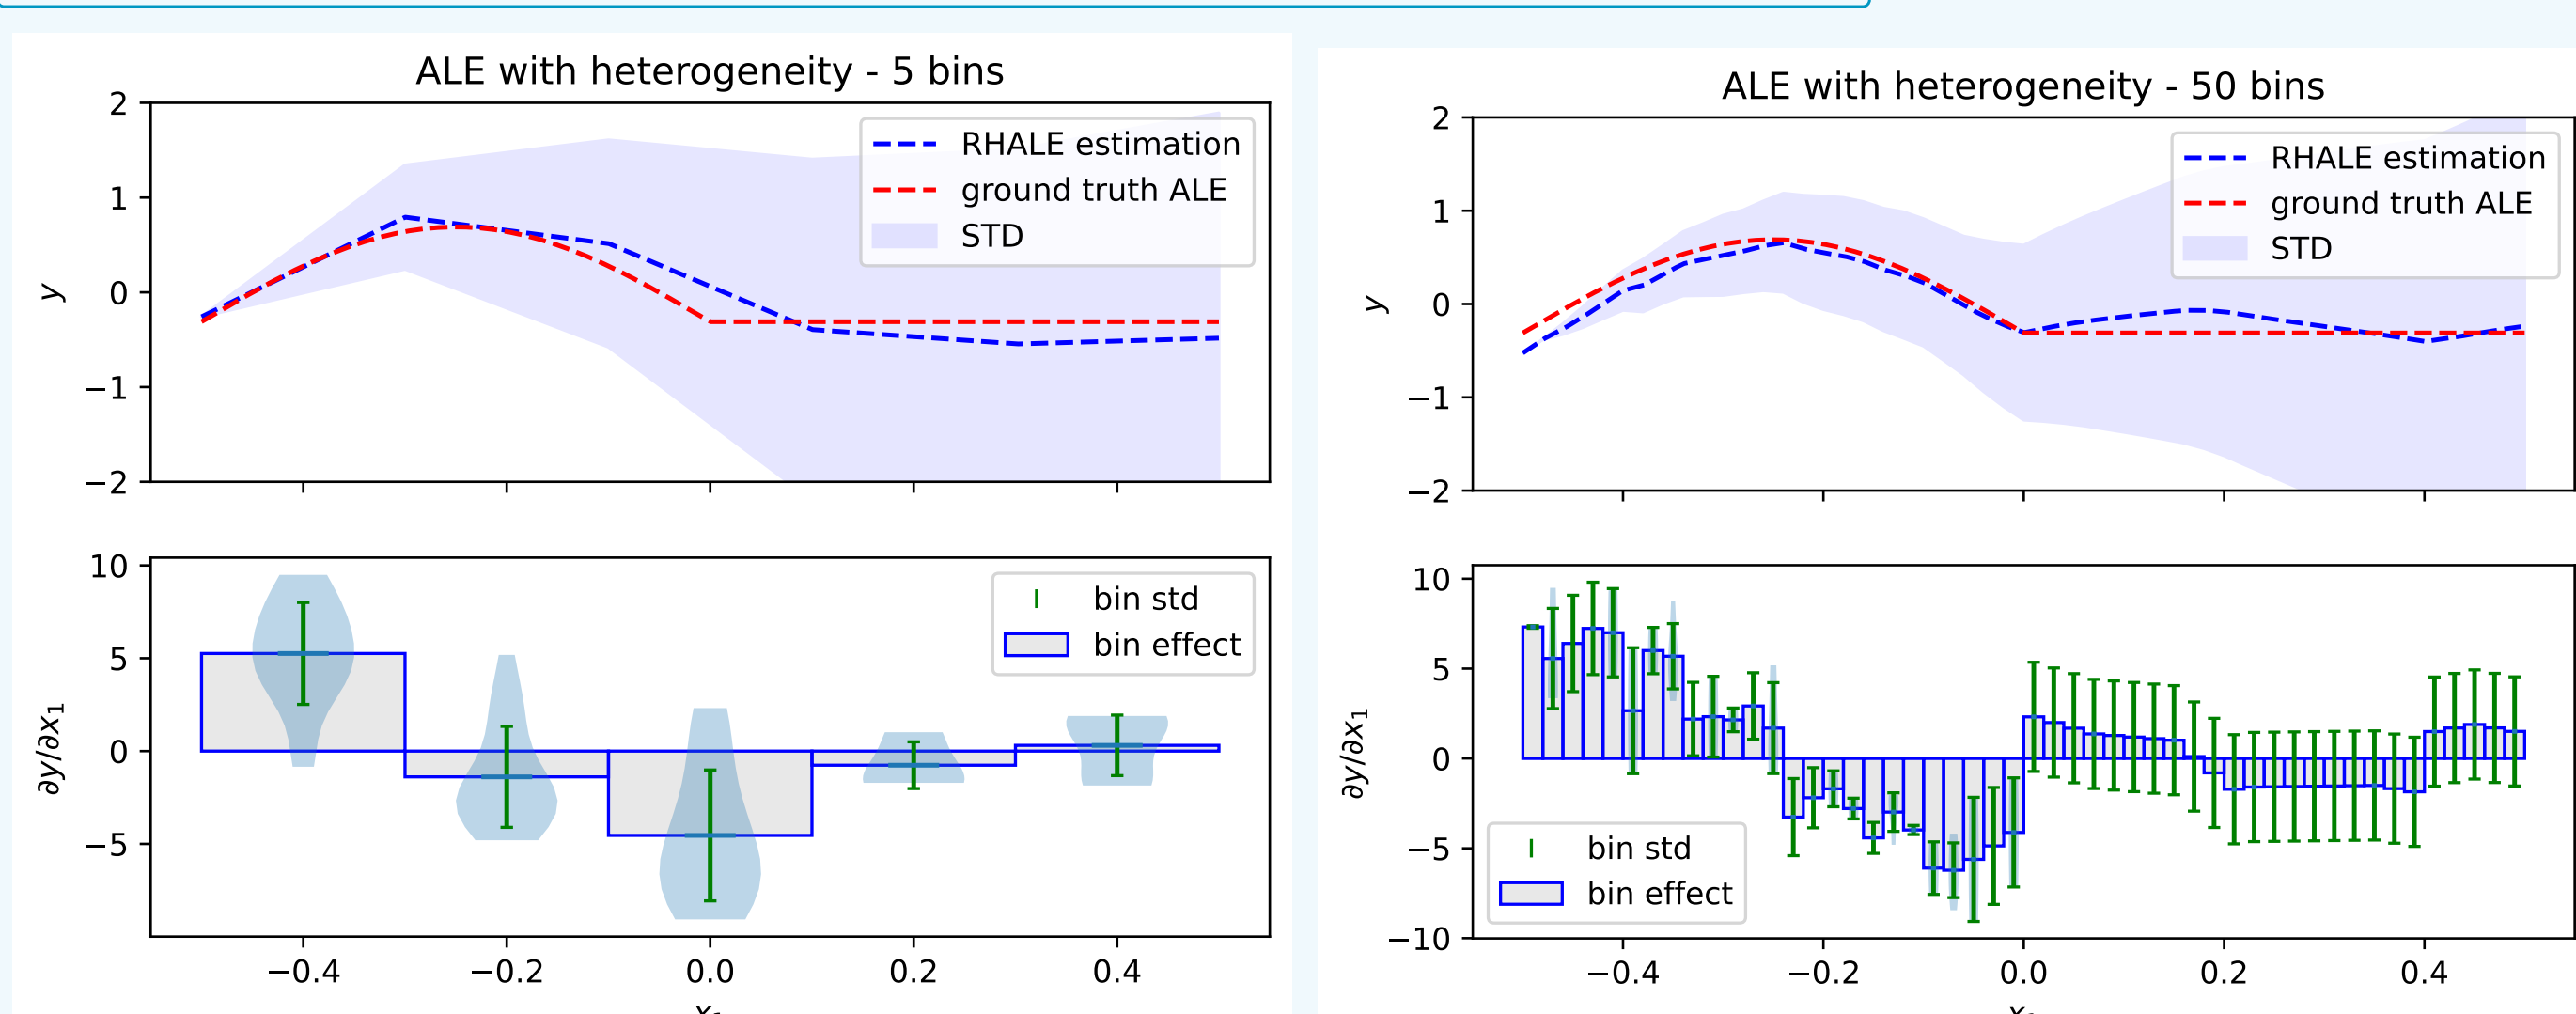 ALE with heterogeneity - 5 bins
2
1
0
−1
−2
y
RHALE estimation
ground truth ALE
STD
10
5
0
−5
∂y/∂x₁
bin std
bin effect
−0.4 −0.2 0.0 0.2 0.4
ALE with heterogeneity - 50 bins
2
1
0
−1
−2
y
RHALE estimation
ground truth ALE
STD
10
5
0
−5
−10
∂y/∂x₁
bin std
bin effect
−0.4 −0.2 0.0 0.2 0.4